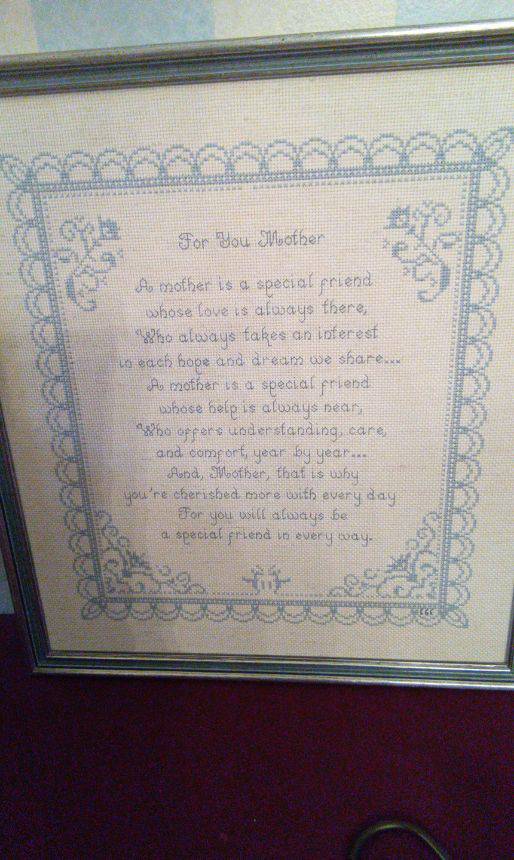 For You Mother
A mother is a special friend
whose love is always there,
Who always takes an interest
in each hope and dream we share...
A mother is a special friend
whose help is always near,
Who offers understanding, care,
and comfort, year by year...
And, Mother, that is why
you're cherished more with every day
For you will always be
a special friend in every way.